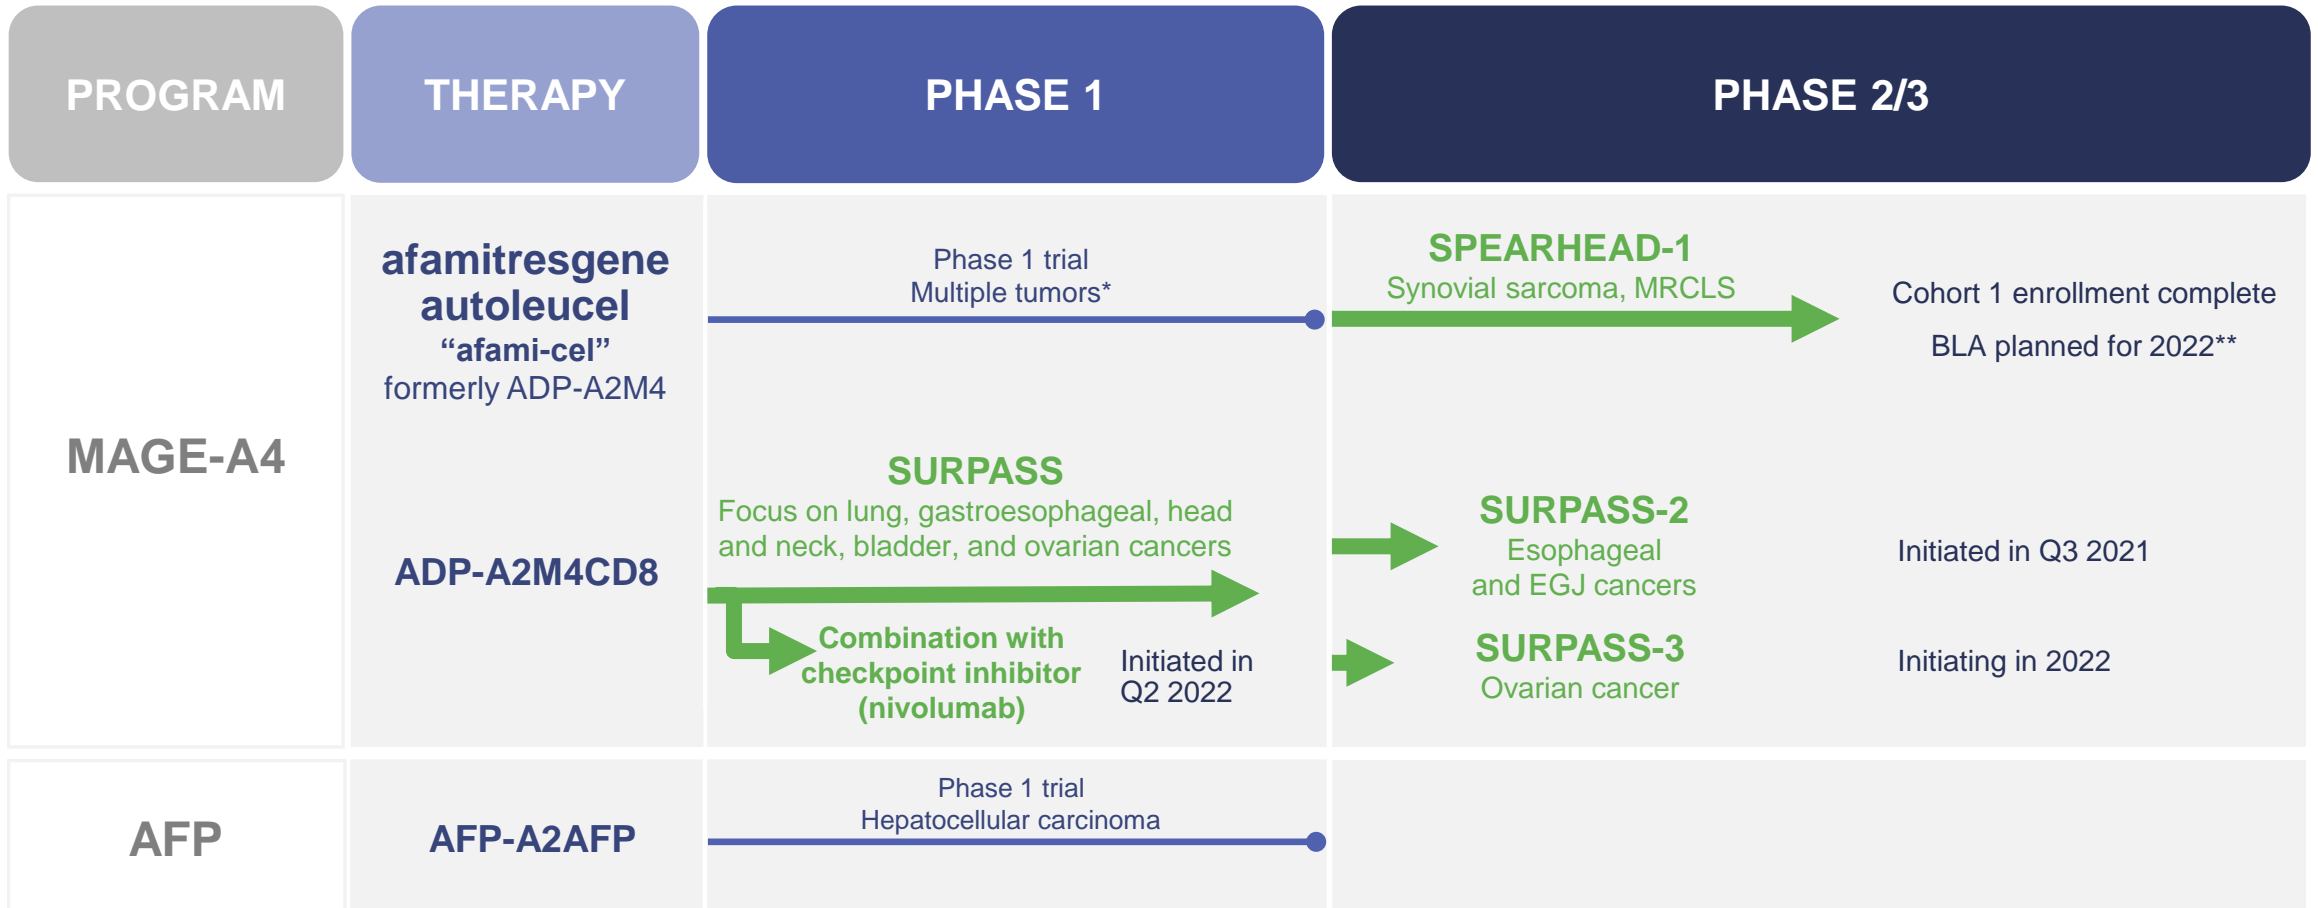 PROGRAM
THERAPY
PHASE 1
PHASE 2/3
MAGE-A4
afamitresgene
autoleucel
“afami-cel”
formerly ADP-A2M4
Phase 1 trial
Multiple tumors*
SPEARHEAD-1
Synovial sarcoma, MRCLS
Cohort 1 enrollment complete
BLA planned for 2022**
ADP-A2M4CD8
SURPASS
Focus on lung, gastroesophageal, head
and neck, bladder, and ovarian cancers
Combination with
checkpoint inhibitor
(nivolumab)
Initiated in
Q2 2022
SURPASS-2
Esophageal
and EGJ cancers
Initiated in Q3 2021
SURPASS-3
Ovarian cancer
Initiating in 2022
AFP
AFP-A2AFP
Phase 1 trial
Hepatocellular carcinoma